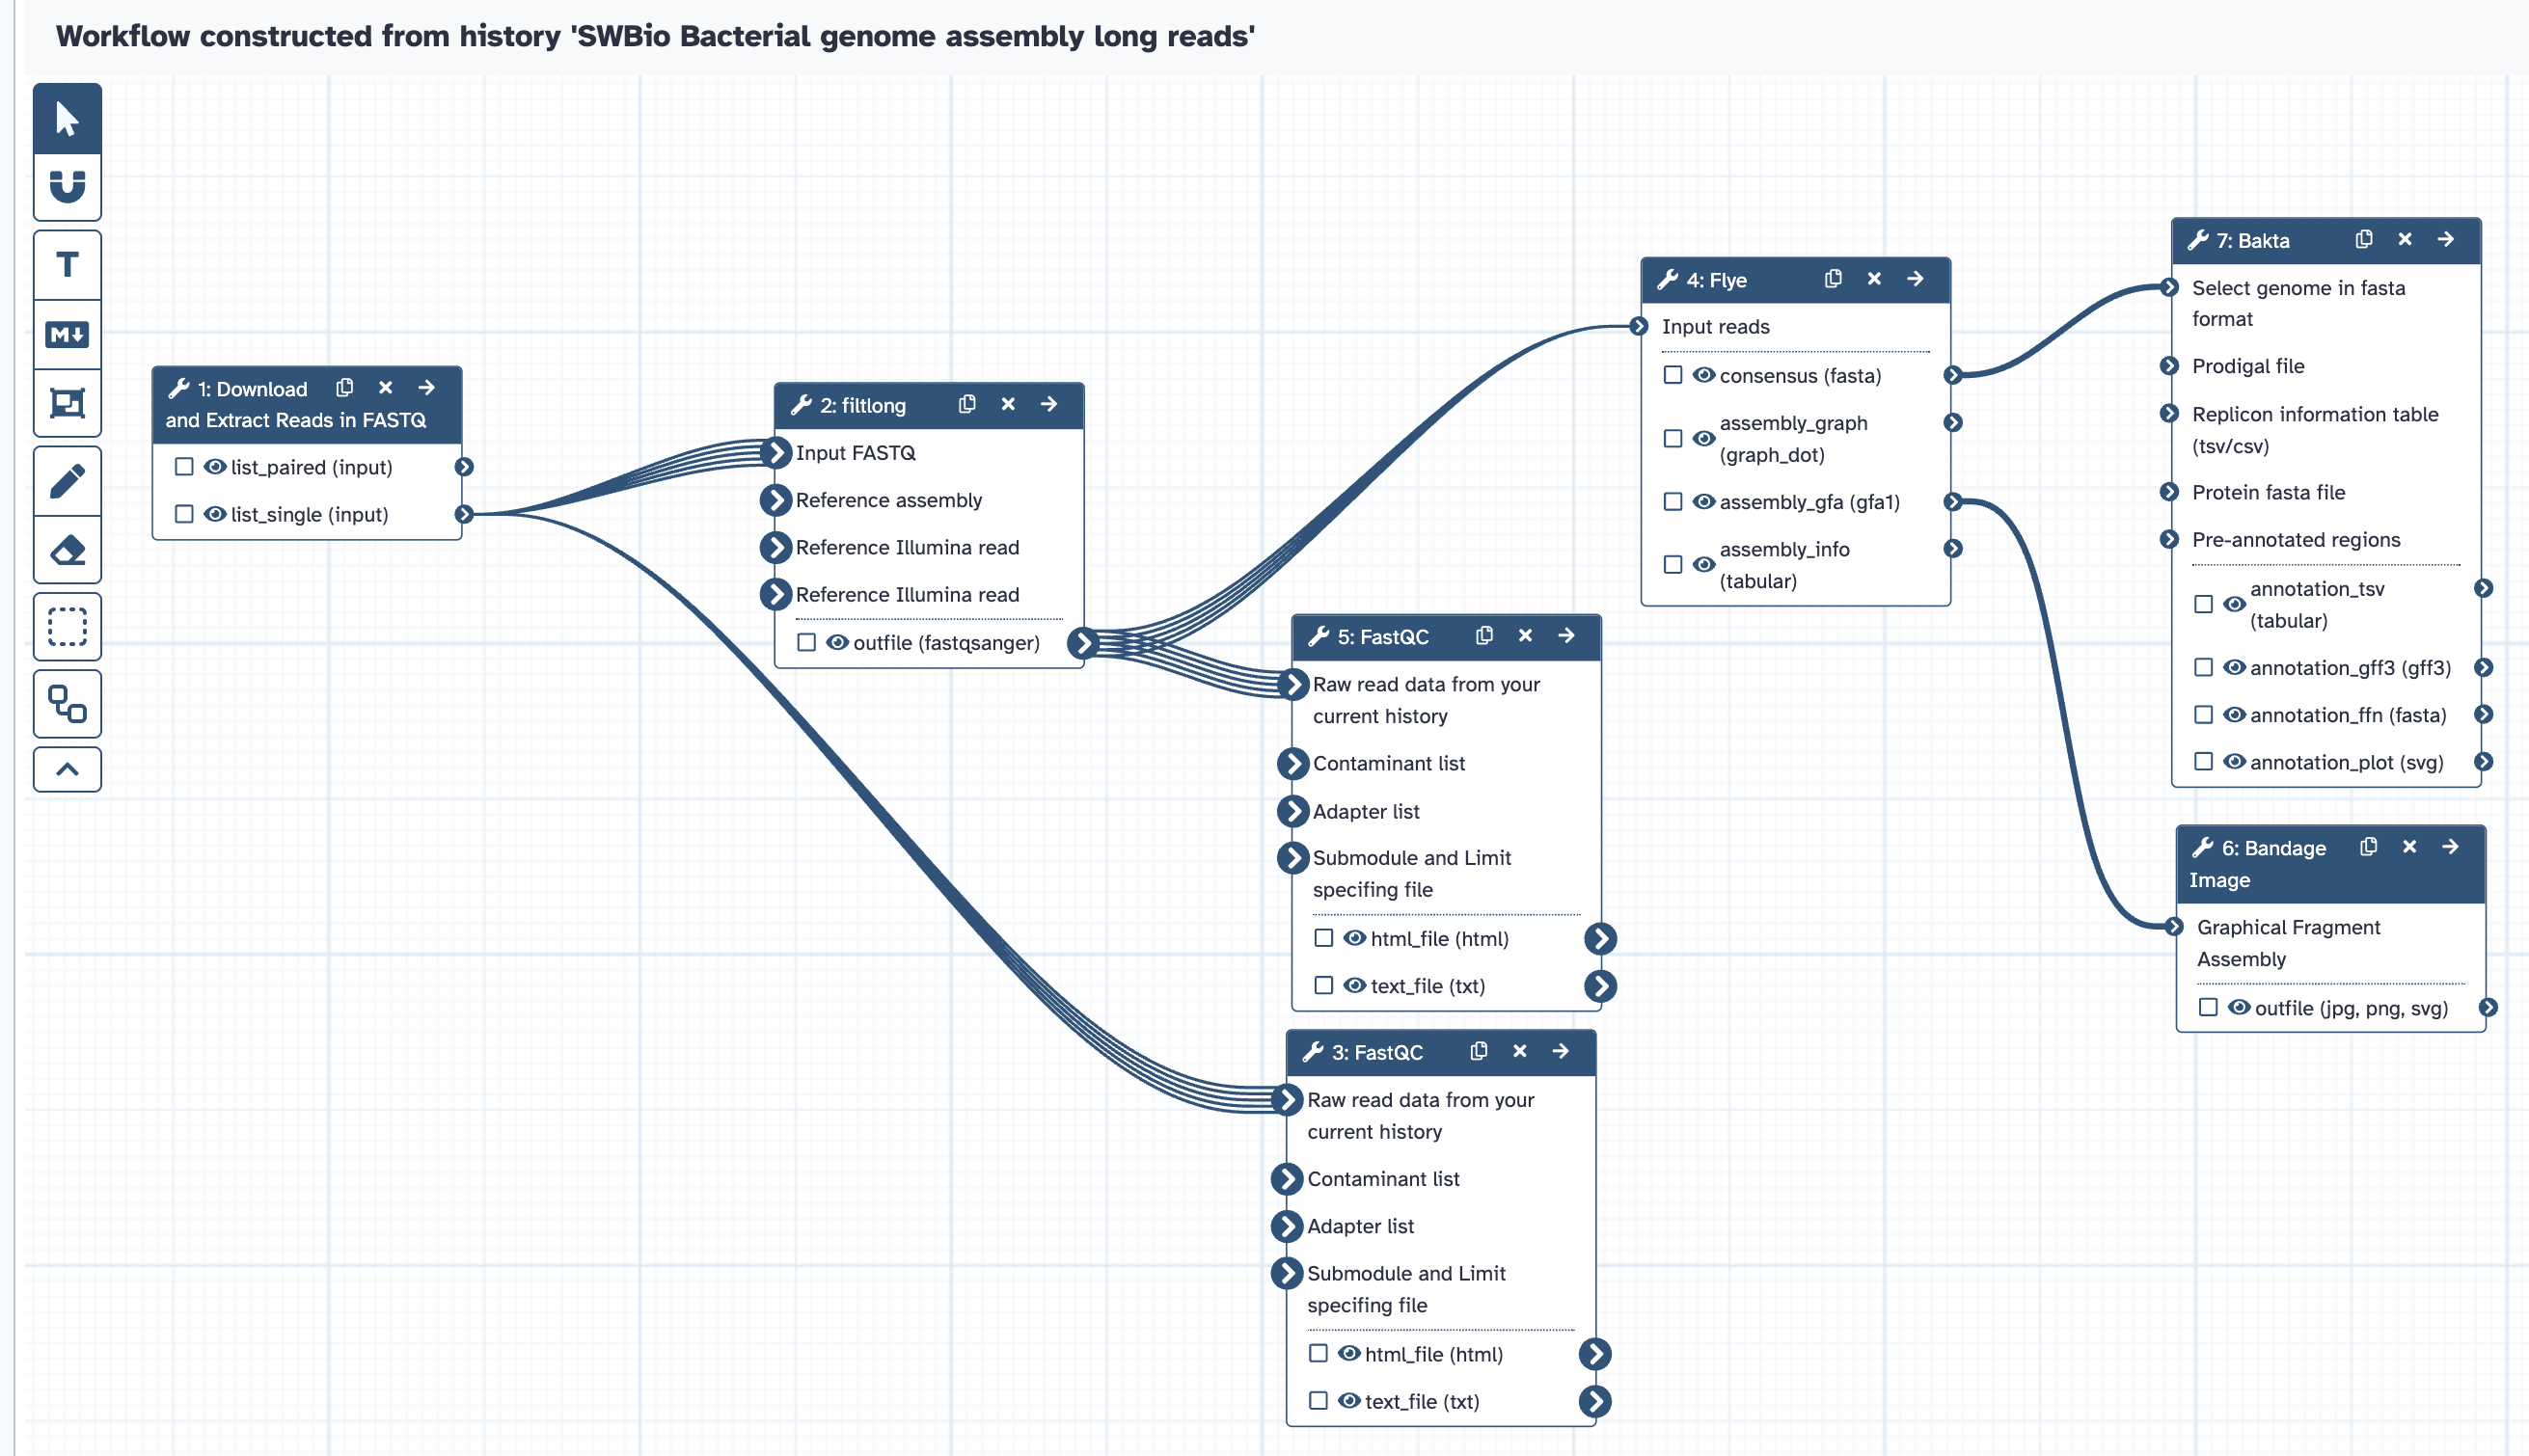 Workflow constructed from history 'SWBio Bacterial genome assembly long reads'
T
M
1: Download
and Extract Reads in FASTQ
list_paired (input)
list_single (input)
2: filtlong
Input FASTQ
Reference assembly
Reference Illumina read
Reference Illumina read
outfile (fastqsanger)
5: FastQC
Raw read data from your
current history
Contaminant list
Adapter list
Submodule and Limit
specifing file
html_file (html)
text_file (txt)
3: FastQC
Raw read data from your
current history
Contaminant list
Adapter list
Submodule and Limit
specifing file
html_file (html)
text_file (txt)
4: Flye
Input reads
consensus (fasta)
assembly_graph
(graph_dot)
assembly_gfa (gfa1)
assembly_info
(tabular)
7: Bakta
Select genome in fasta
format
Prodigal file
Replicon information table
(tsv/csv)
Protein fasta file
Pre-annotated regions
annotation_tsv
(tabular)
annotation_gff3 (gff3)
annotation_ffn (fasta)
annotation_plot (svg)
6: Bandage
Image
Graphical Fragment
Assembly
outfile (jpg, png, svg)